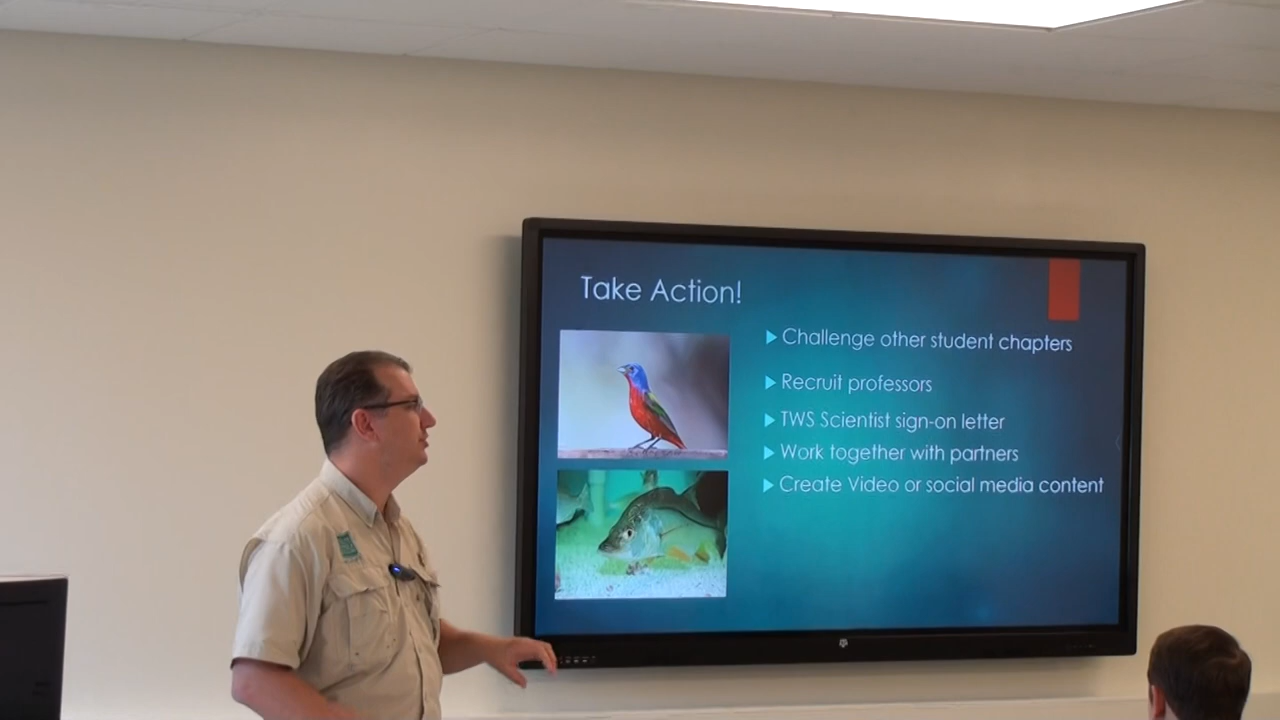 Take Action!
Challenge other student chapters
Recruit professors
TWS Scientist sign-on letter
Work together with partners
Create Video or social media content